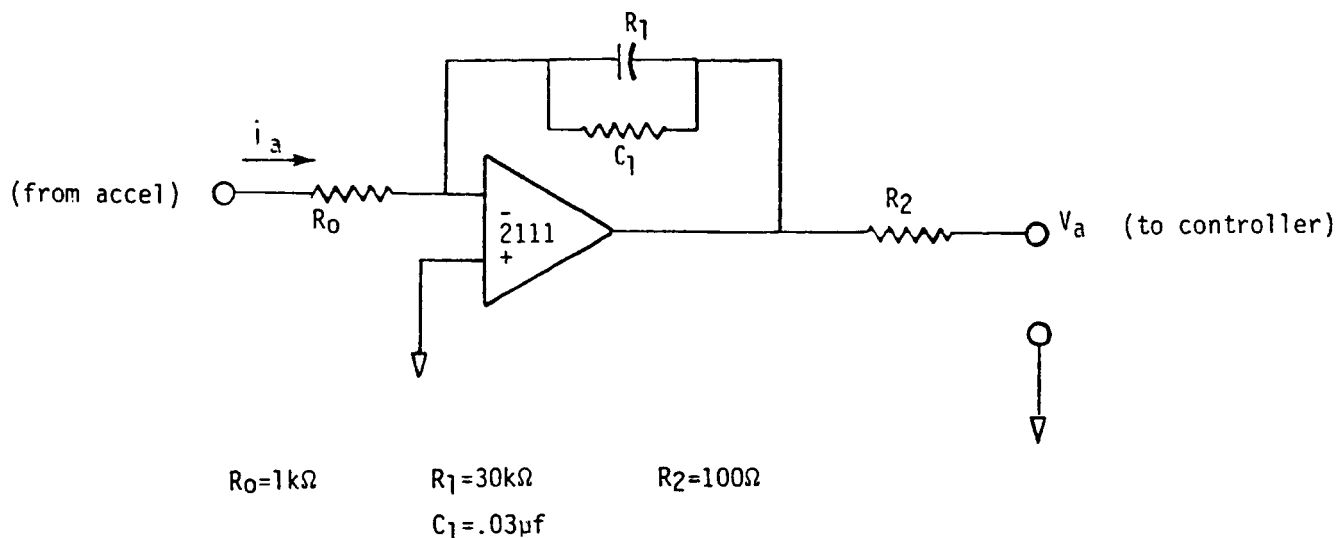 R1
C1
ia
(from accel)
Ro
-
2111
+
R2
Va (to controller)
Ro=1kΩ R1=30kΩ R2=100Ω
C1=.03µf